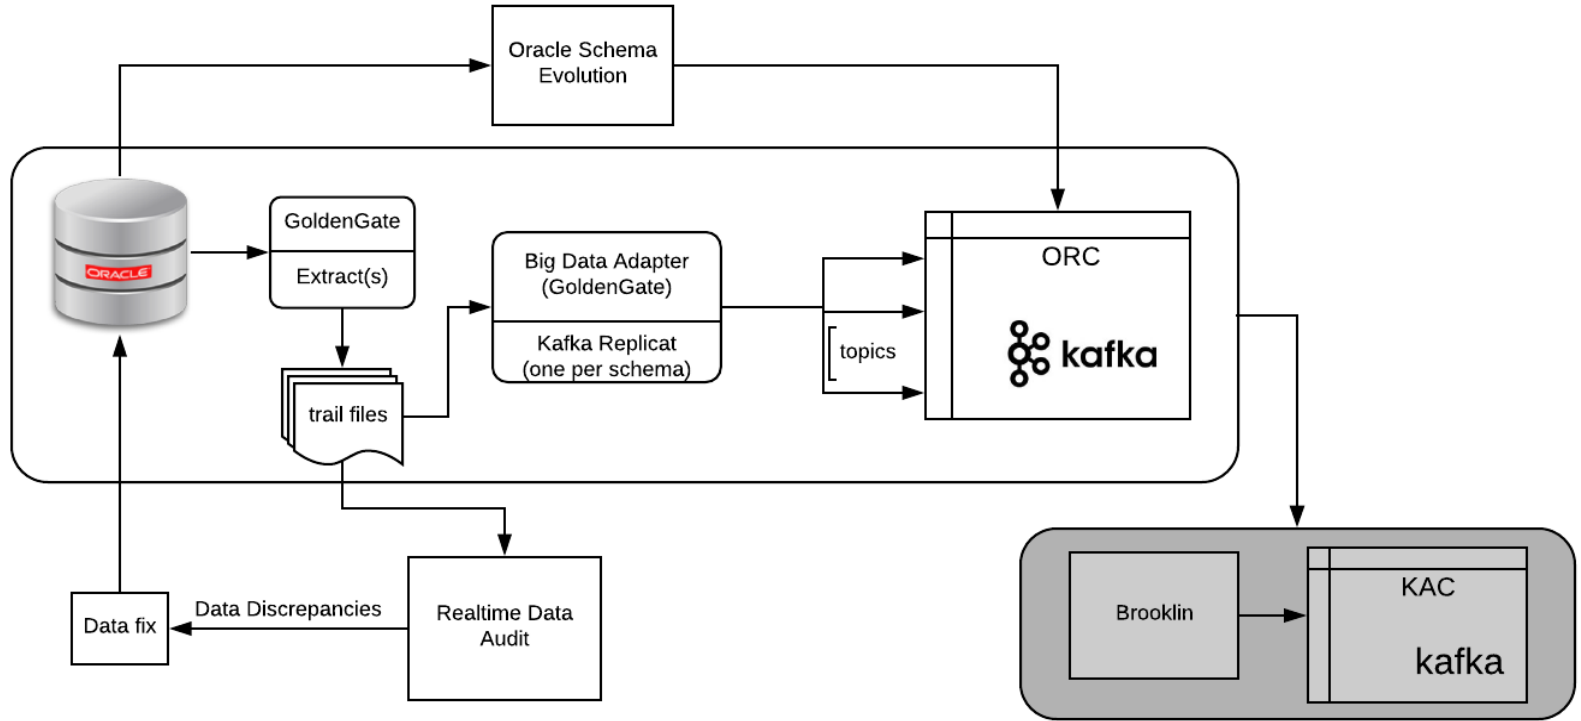 Oracle Schema
Evolution
ORACLE
GoldenGate
Extract(s)
trail files
Big Data Adapter
(GoldenGate)
Kafka Replicat
(one per schema)
topics
ORC
kafka
Data fix
Data Discrepancies
Realtime Data
Audit
Brooklin
KAC
kafka